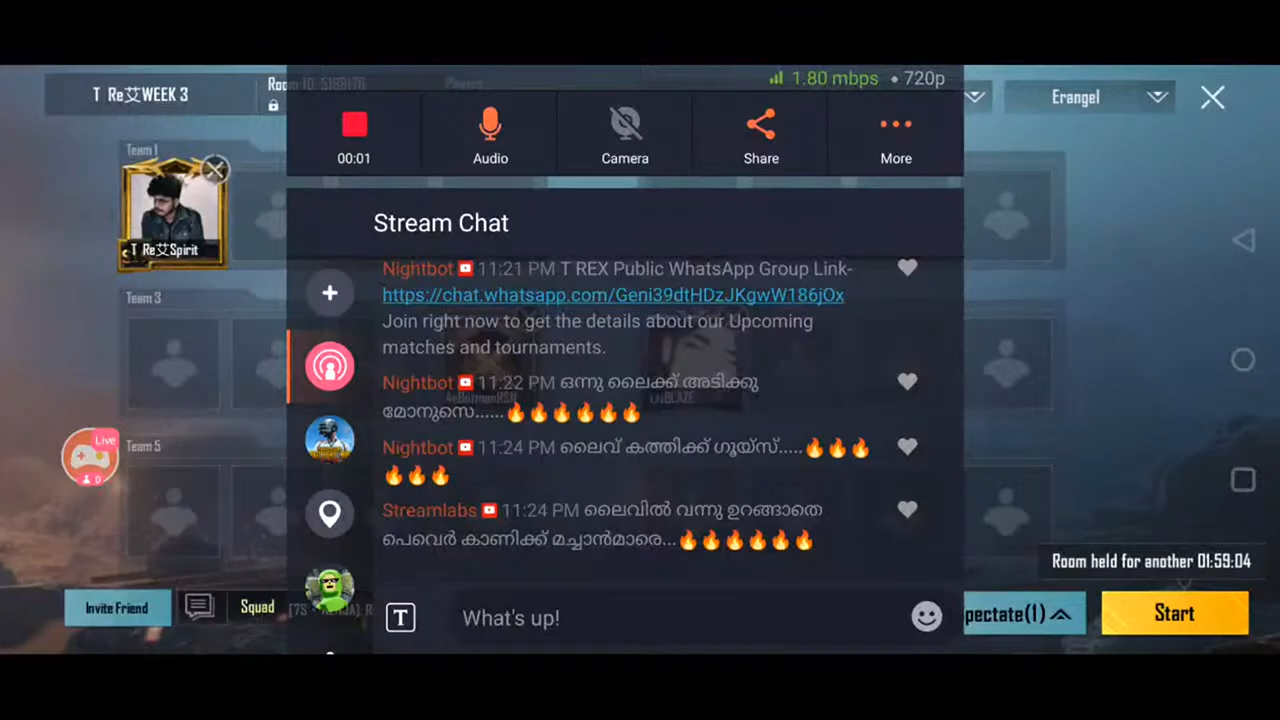 1.80 mbps • 720p
T Re艾WEEK 3
Room ID: 5188176
Players
Erangel
00:01
Audio
Camera
Share
More
Team 1
T Re艾Spirit
Stream Chat
Nightbot 11:21 PM T REX Public WhatsApp Group Link-
https://chat.whatsapp.com/Geni39dtHDzJKgwW186jOx
Join right now to get the details about our Upcoming
matches and tournaments.
Team 3
Nightbot 11:22 PM ഒന്നു ലൈക്ക് അടിക്കു
മോനുസെ......🔥🔥🔥🔥🔥🔥
Live
0
Team 5
Nightbot 11:24 PM ലൈവ് കത്തിക്ക് ഗൂയ്സ്.....🔥🔥🔥
🔥🔥🔥
Streamlabs 11:24 PM ലൈവിൽ വന്നു ഉറങ്ങാതെ
പെവെർ കാണിക്ക് മച്ചാൻമാരെ...🔥🔥🔥🔥🔥🔥
Room held for another 01:59:04
Invite Friend
Squad
T What's up!
pectate(1)
Start